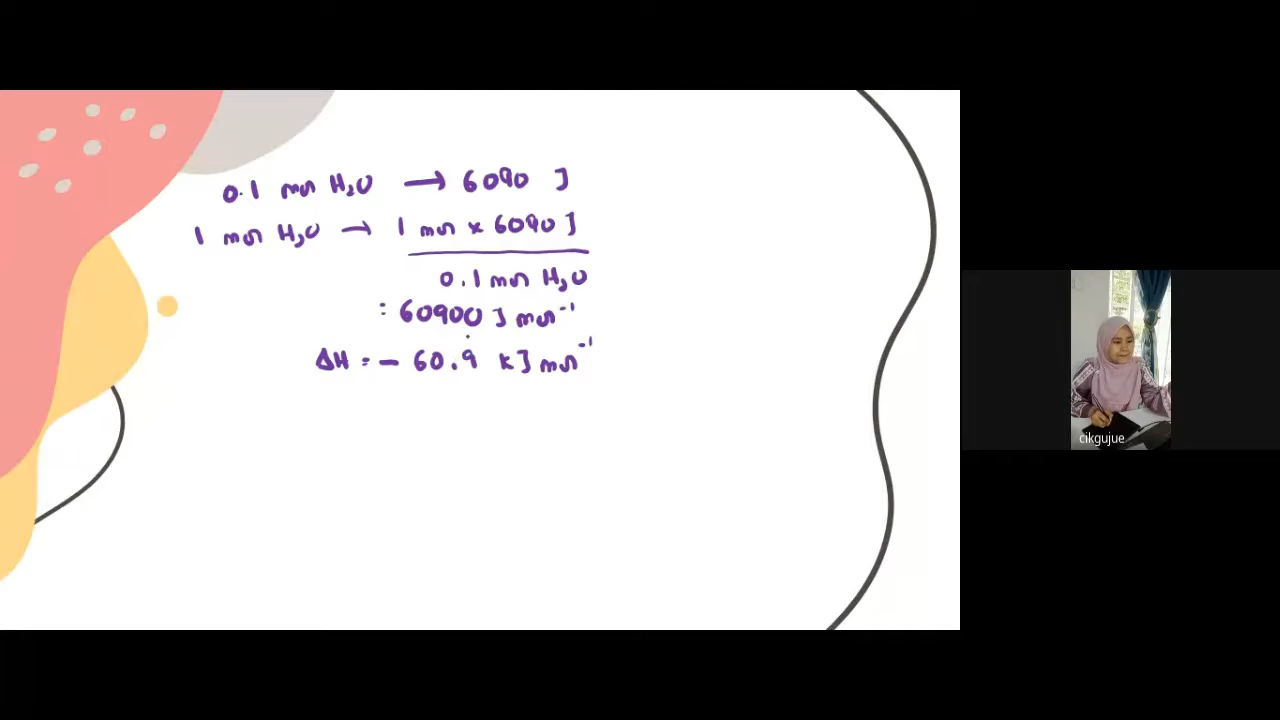 0.1 mol H2O → 6090 J
1 mol H2O → 1 mol x 6090 J
0.1 mol H2O
= 60900 J mol⁻¹
ΔH = - 60.9 kJ mol⁻¹
cikgujue